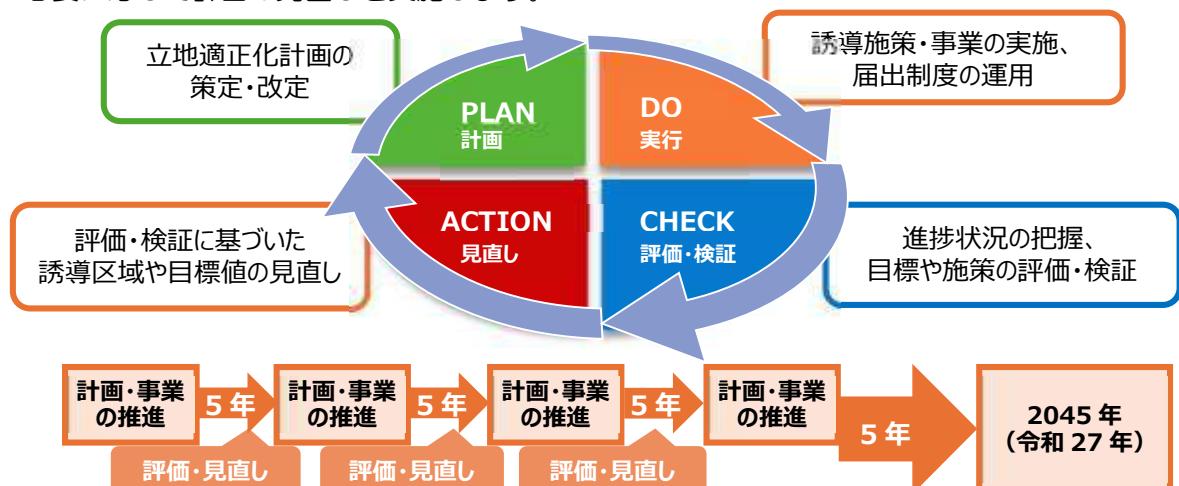 立地適正化計画の
策定・改定
誘導施策・事業の実施、
届出制度の運用
PLAN
計画
DO
実行
ACTION
見直し
CHECK
評価・検証
評価・検証に基づいた
誘導区域や目標値の見直し
進捗状況の把握、
目標や施策の評価・検証
計画・事業
の推進
5 年
計画・事業
の推進
5 年
計画・事業
の推進
5 年
計画・事業
の推進
5 年
2045 年
（令和 27 年）
評価・見直し
評価・見直し
評価・見直し